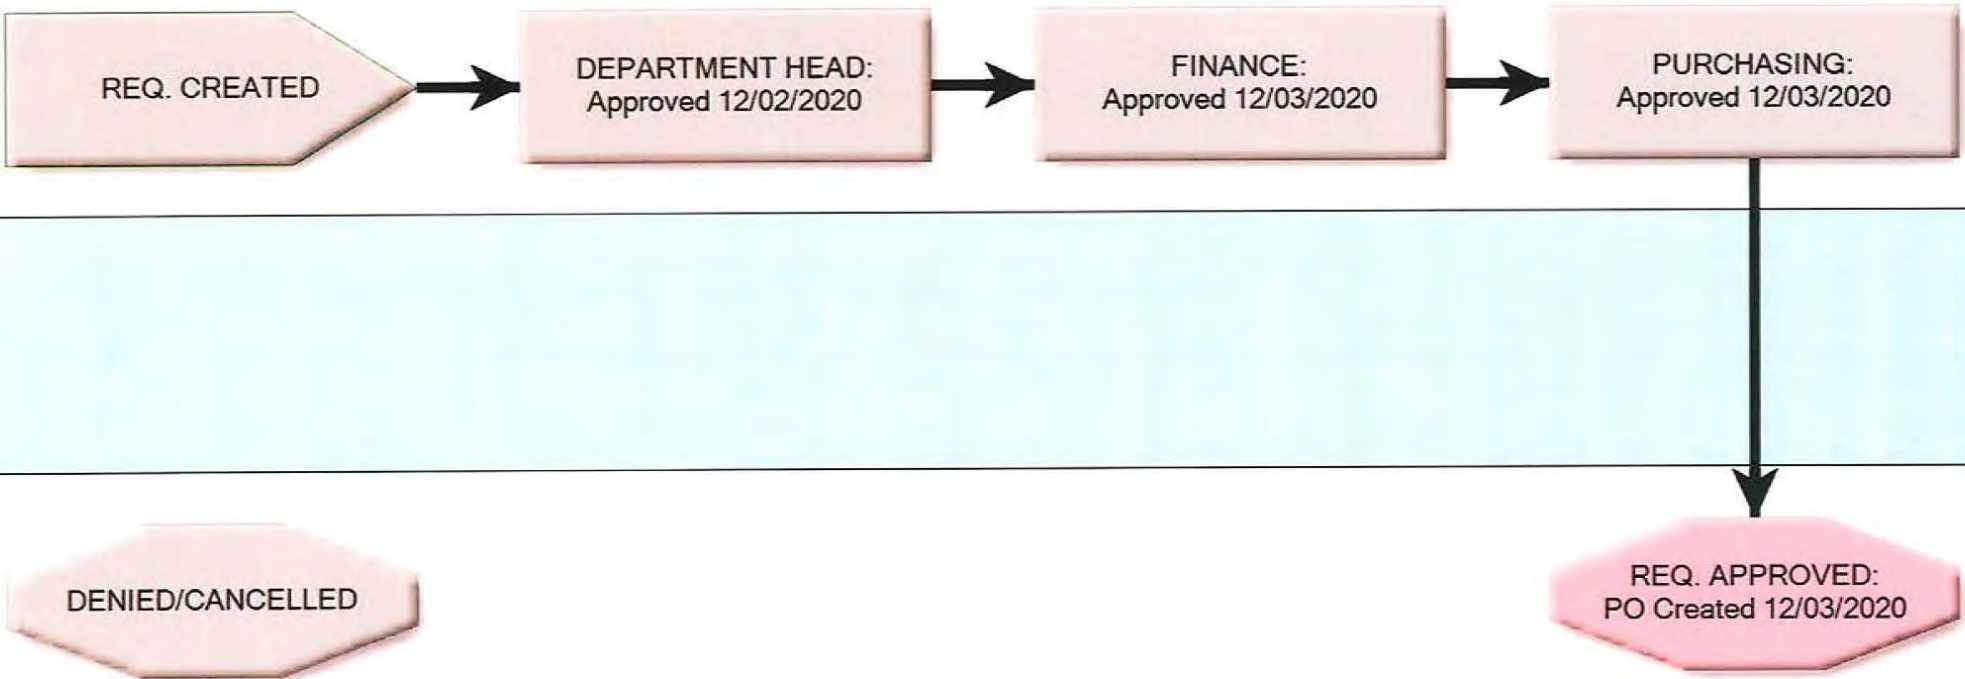 REQ. CREATED
DEPARTMENT HEAD:
Approved 12/02/2020
FINANCE:
Approved 12/03/2020
PURCHASING:
Approved 12/03/2020
DENIED/CANCELLED
REQ. APPROVED:
PO Created 12/03/2020